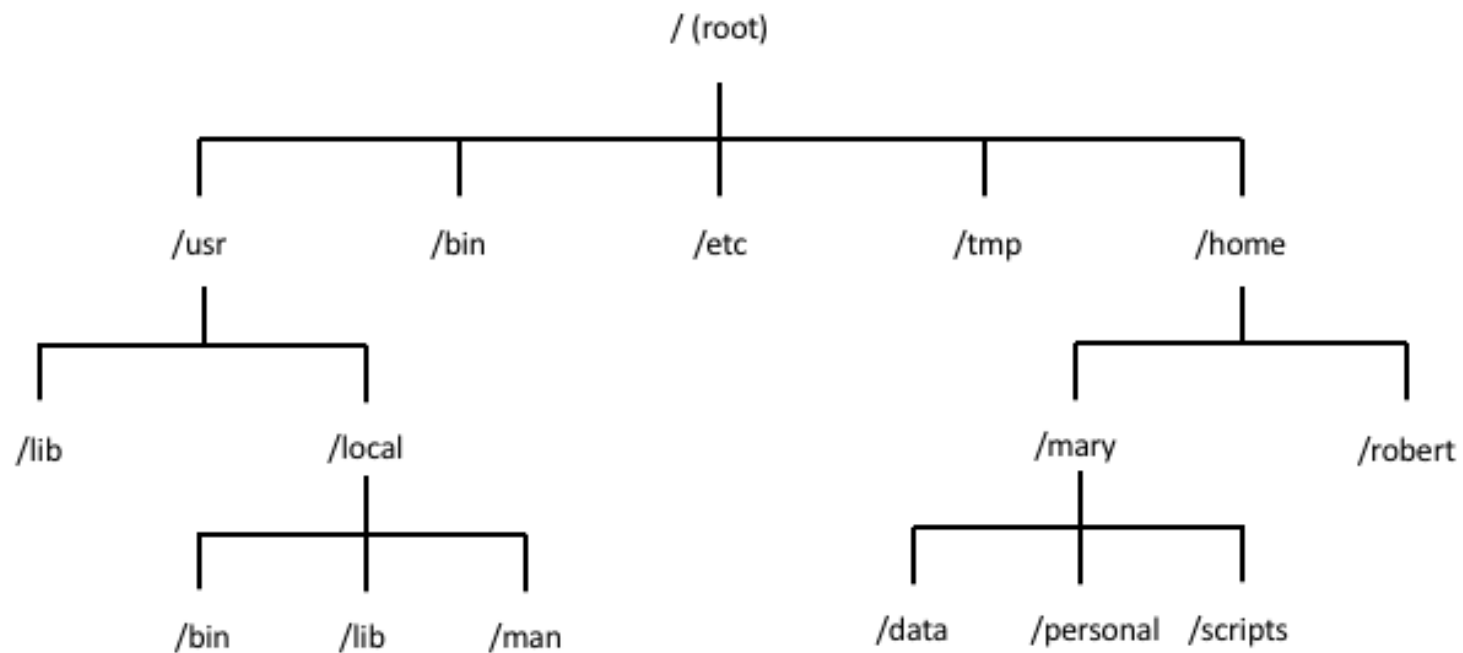 / (root)
/usr /bin /etc /tmp /home
/lib /local /mary /robert
/bin /lib /man /data /personal /scripts